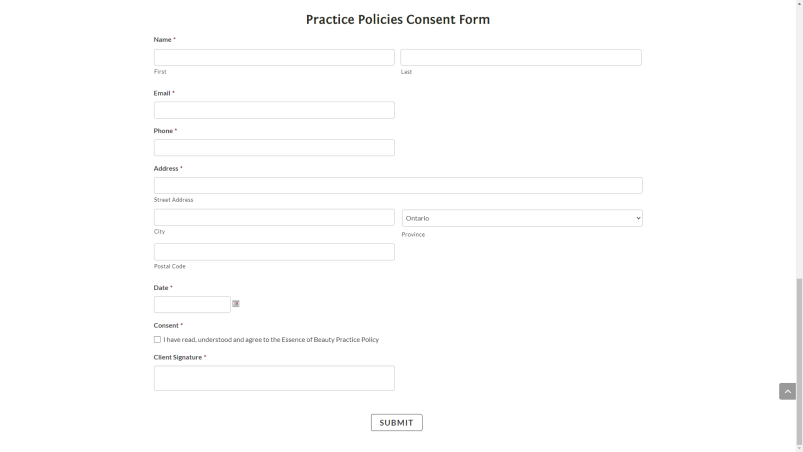 Practice Policies Consent Form
Name *
First
Last
Email *
Phone *
Address *
Street Address
Ontario
City
Province
Postal Code
Date *
Consent *
I have read, understood and agree to the Essence of Beauty Practice Policy
Client Signature *
SUBMIT